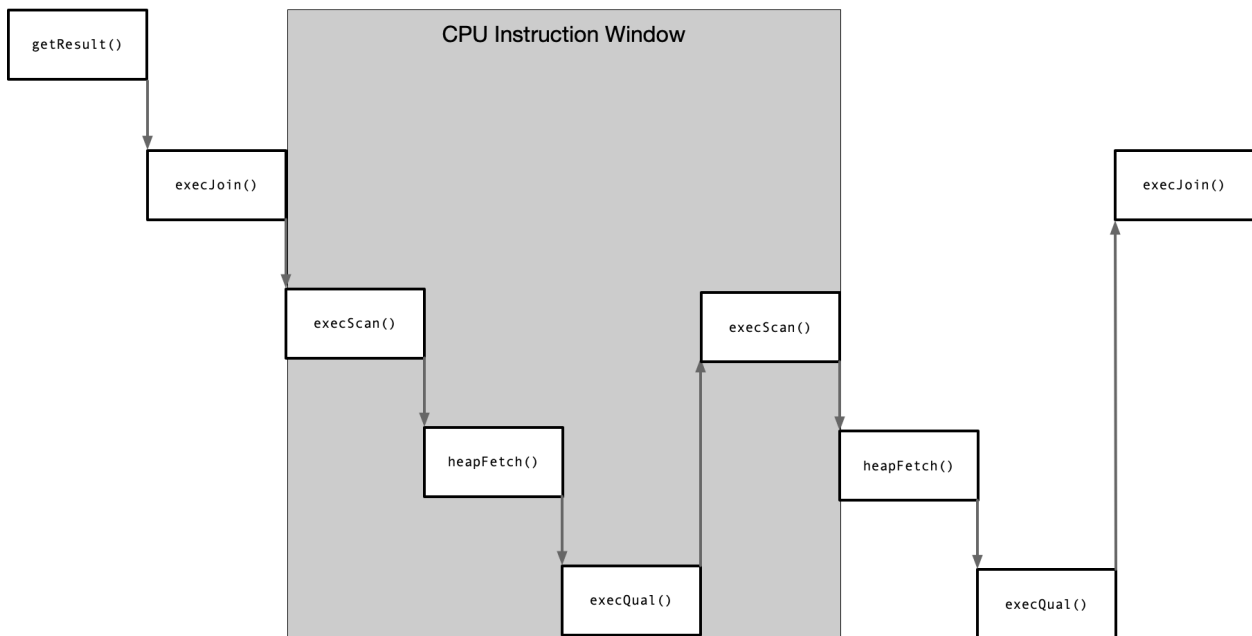 CPU Instruction Window
getResult()
execJoin()
execJoin()
execScan()
execScan()
heapFetch()
heapFetch()
execQual()
execQual()